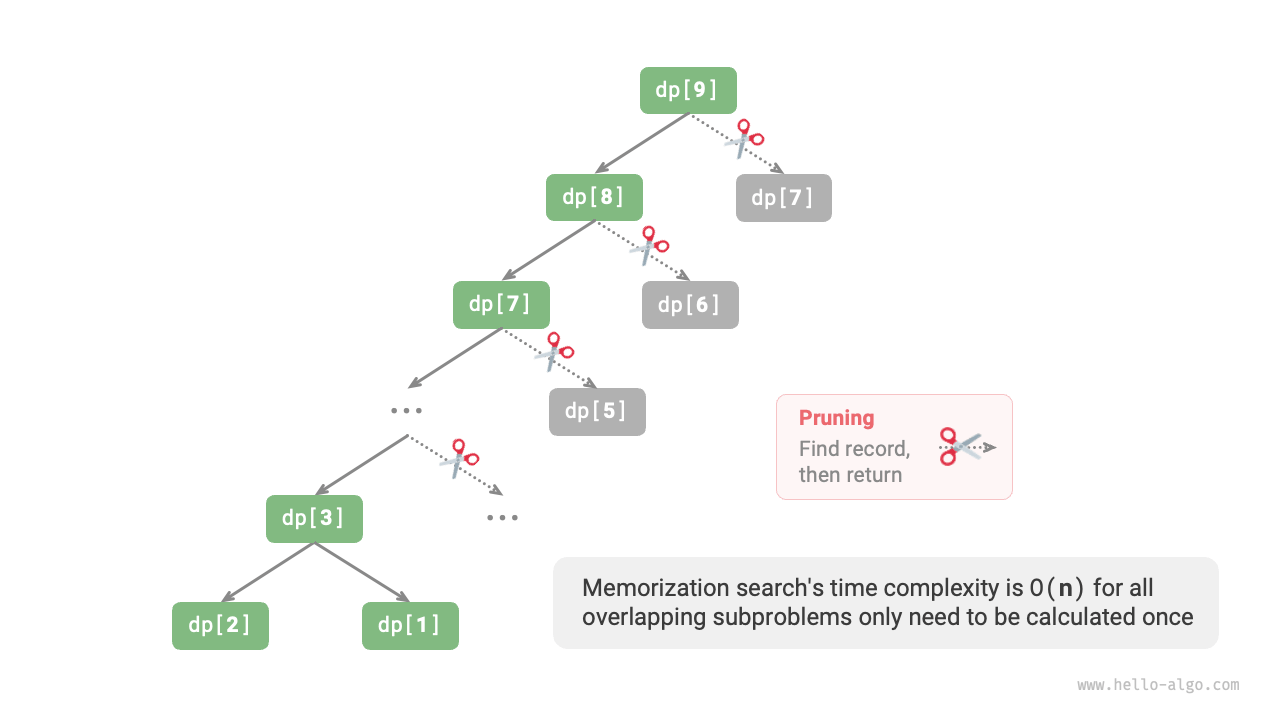 dp[9]
dp[8]
dp[7]
dp[7]
dp[6]
...
dp[5]
Pruning
Find record,
then return
dp[3]
...
dp[2]
dp[1]
Memorization search's time complexity is O(n) for all
overlapping subproblems only need to be calculated once
www.hello-algo.com